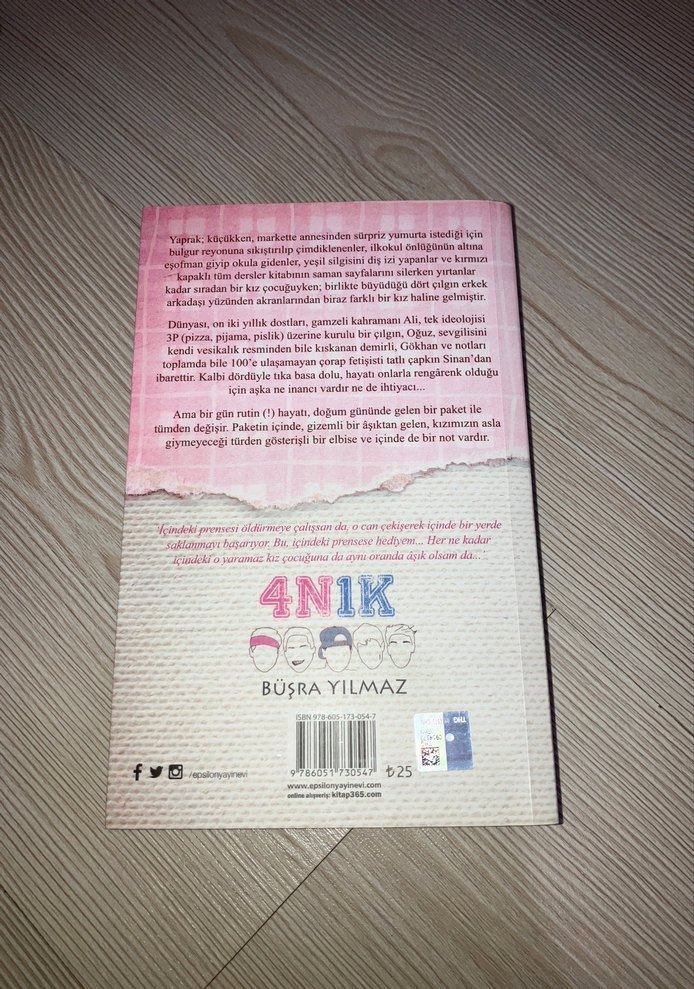 Yaprak; küçükken, markette annesinden sürpriz yumurta istediği için
bulgur reyonuna sıkıştırılıp çimdiklenenler, ilkokul önlüğünün altına
eşofman giyip okula gidenler, yeşil silgisini diş izi yapanlar ve kırmızı
kapaklı tüm dersler kitabının saman sayfalarını silerken yırtanlar
kadar sıradan bir kız çocuğuyken; birlikte büyüdüğü dört çılgın erkek
arkadaşı yüzünden akranlarından biraz farklı bir kız haline gelmiştir.
Dünyası, on iki yıllık dostları, gamzeli kahramanı Ali, tek ideolojisi
3P (pizza, pijama, pislik) üzerine kurulu bir çılgın, Oğuz, sevgilisini
kendi vesikalık resminden bile kıskanan demirli, Gökhan ve notları
toplamda bile 100'e ulaşamayan çorap fetişisti tatlı çapkın Sinan'dan
ibarettir. Kalbi dördüyle tıka basa dolu, hayatı onlarla rengârenk olduğu
için aşka ne inancı vardır ne de ihtiyacı...
Ama bir gün rutin (!) hayatı, doğum gününde gelen bir paket ile
tümden değişir. Paketin içinde, gizemli bir âşıktan gelen, kızımızın asla
giymeyeceği türden gösterişli bir elbise ve içinde de bir not vardır.
'İçindeki prensesi öldürmeye çalışsan da, o can çekişerek içinde bir yerde
saklanmayı başarıyor. Bu, içindeki prensese hediyem... Her ne kadar
içindeki o yaramaz kız çocuğuna da aynı oranda âşık olsam da...'
4N1K
BÜŞRA YILMAZ
ISBN 978-605-173-054-7
9 786051 730547
₺25
/epsilonyayinevi
www.epsilonyayinevi.com
online alışveriş: kitap365.com